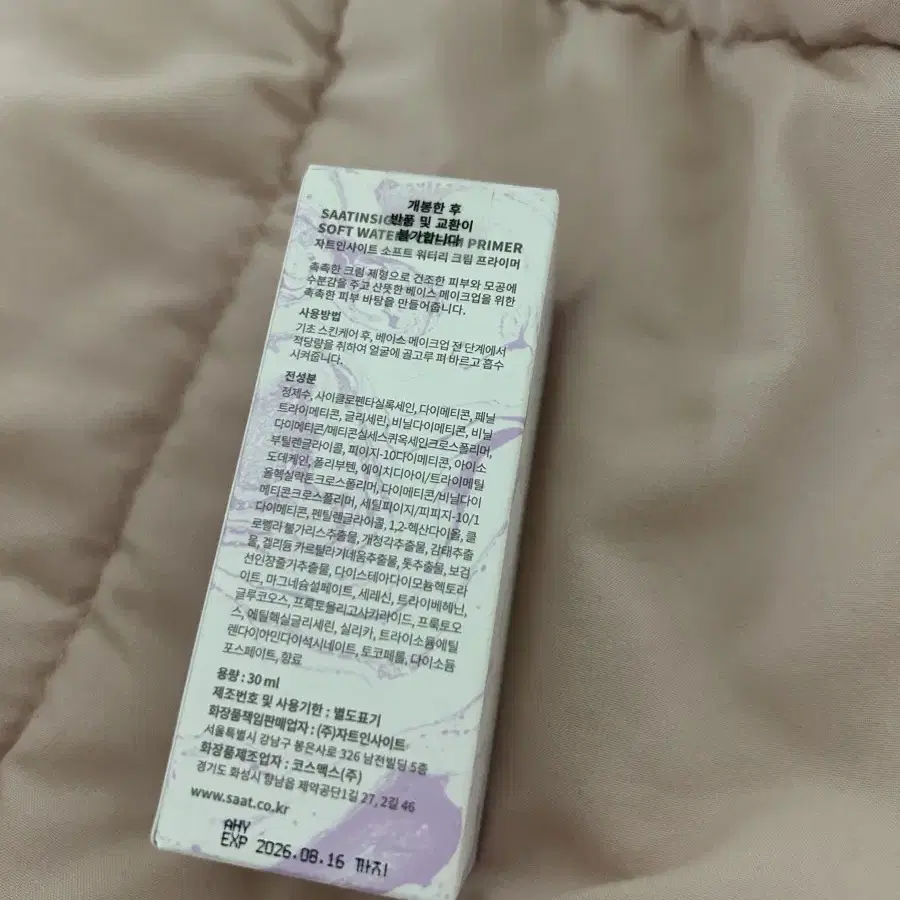 개봉한 후
반품 및 교환이
불가합니다
SAATINSIG
SOFT WATER PRIMER
자트인사이트 소프트 워터리 크림 프라이머
촉촉한 크림 제형으로 건조한 피부와 모공에
수분감을 주고 산뜻한 베이스 메이크업을 위한
촉촉한 피부 바탕을 만들어줍니다.
사용방법
기초 스킨케어 후, 베이스 메이크업 전 단계에서
적당량을 취하여 얼굴에 골고루 펴 바르고 흡수
시켜줍니다.
전성분
정제수, 사이클로펜타실록세인, 다이메티콘, 페닐
트라이메티콘, 글리세린, 비닐다이메티콘, 비닐
다이메티콘/메티콘실세스퀴옥세인크로스폴리머,
부틸렌글라이콜, 피이지-10다이메티콘, 아이소
도데케인, 폴리부텐, 에이치디아이/트라이메틸
올헥실락토크로스폴리머, 다이메티콘/비닐다이
메티콘크로스폴리머, 세틸피이지/피피지-10/1
다이메티콘, 펜틸렌글라이콜, 1,2-헥산다이올, 클
로렐라 불가리스추출물, 개정각추출물, 감태추출
물, 겔리듐 카르틸라기네움추출물, 톳추출물, 보검
선인장줄기추출물, 다이스테아다이모늄헥토라
이트, 마그네슘설페이트, 세레신, 트라이베헤닌,
글루코오스, 프룩토올리고사카라이드, 프룩토오
스, 에틸헥실글리세린, 실리카, 트라이소듐에틸
렌다이아민다이석시네이트, 토코페롤, 다이소듐
포스페이트, 향료
용량 : 30 ml
제조번호 및 사용기한 : 별도표기
화장품책임판매업자 : (주)자트인사이트
서울특별시 강남구 봉은사로 326 남전빌딩 5층
화장품제조업자 : 코스맥스(주)
경기도 화성시 향남읍 제약공단1길 27, 2길 46
www.saat.co.kr
AHY
EXP 2026.08.16 까지